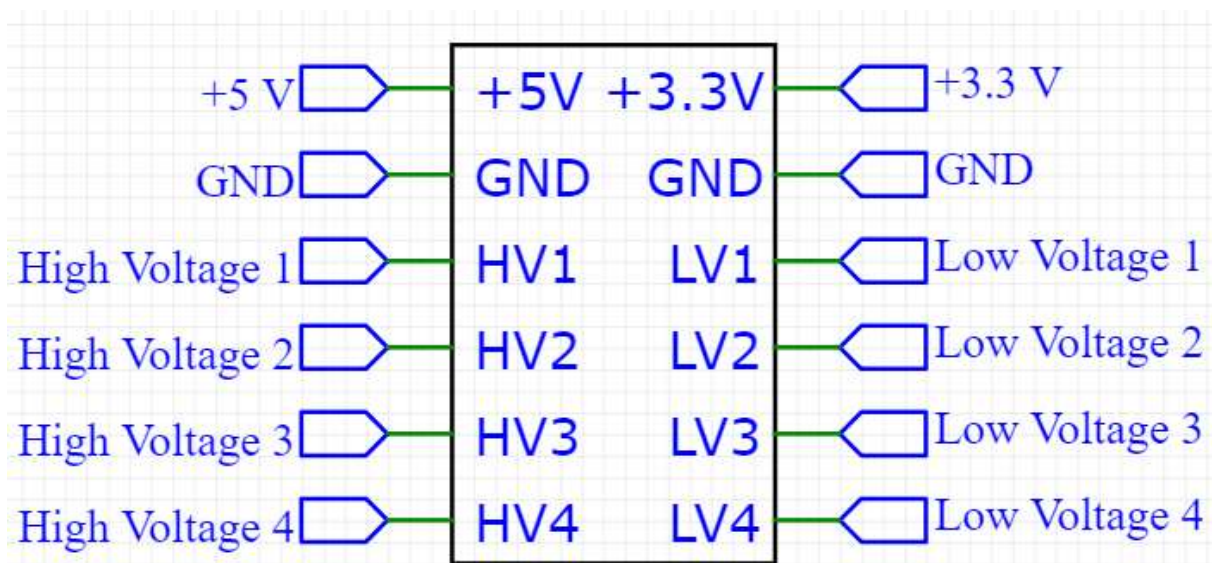 +5 V +5V +3.3V +3.3 V
GND GND GND GND
High Voltage 1 HV1 LV1 Low Voltage 1
High Voltage 2 HV2 LV2 Low Voltage 2
High Voltage 3 HV3 LV3 Low Voltage 3
High Voltage 4 HV4 LV4 Low Voltage 4